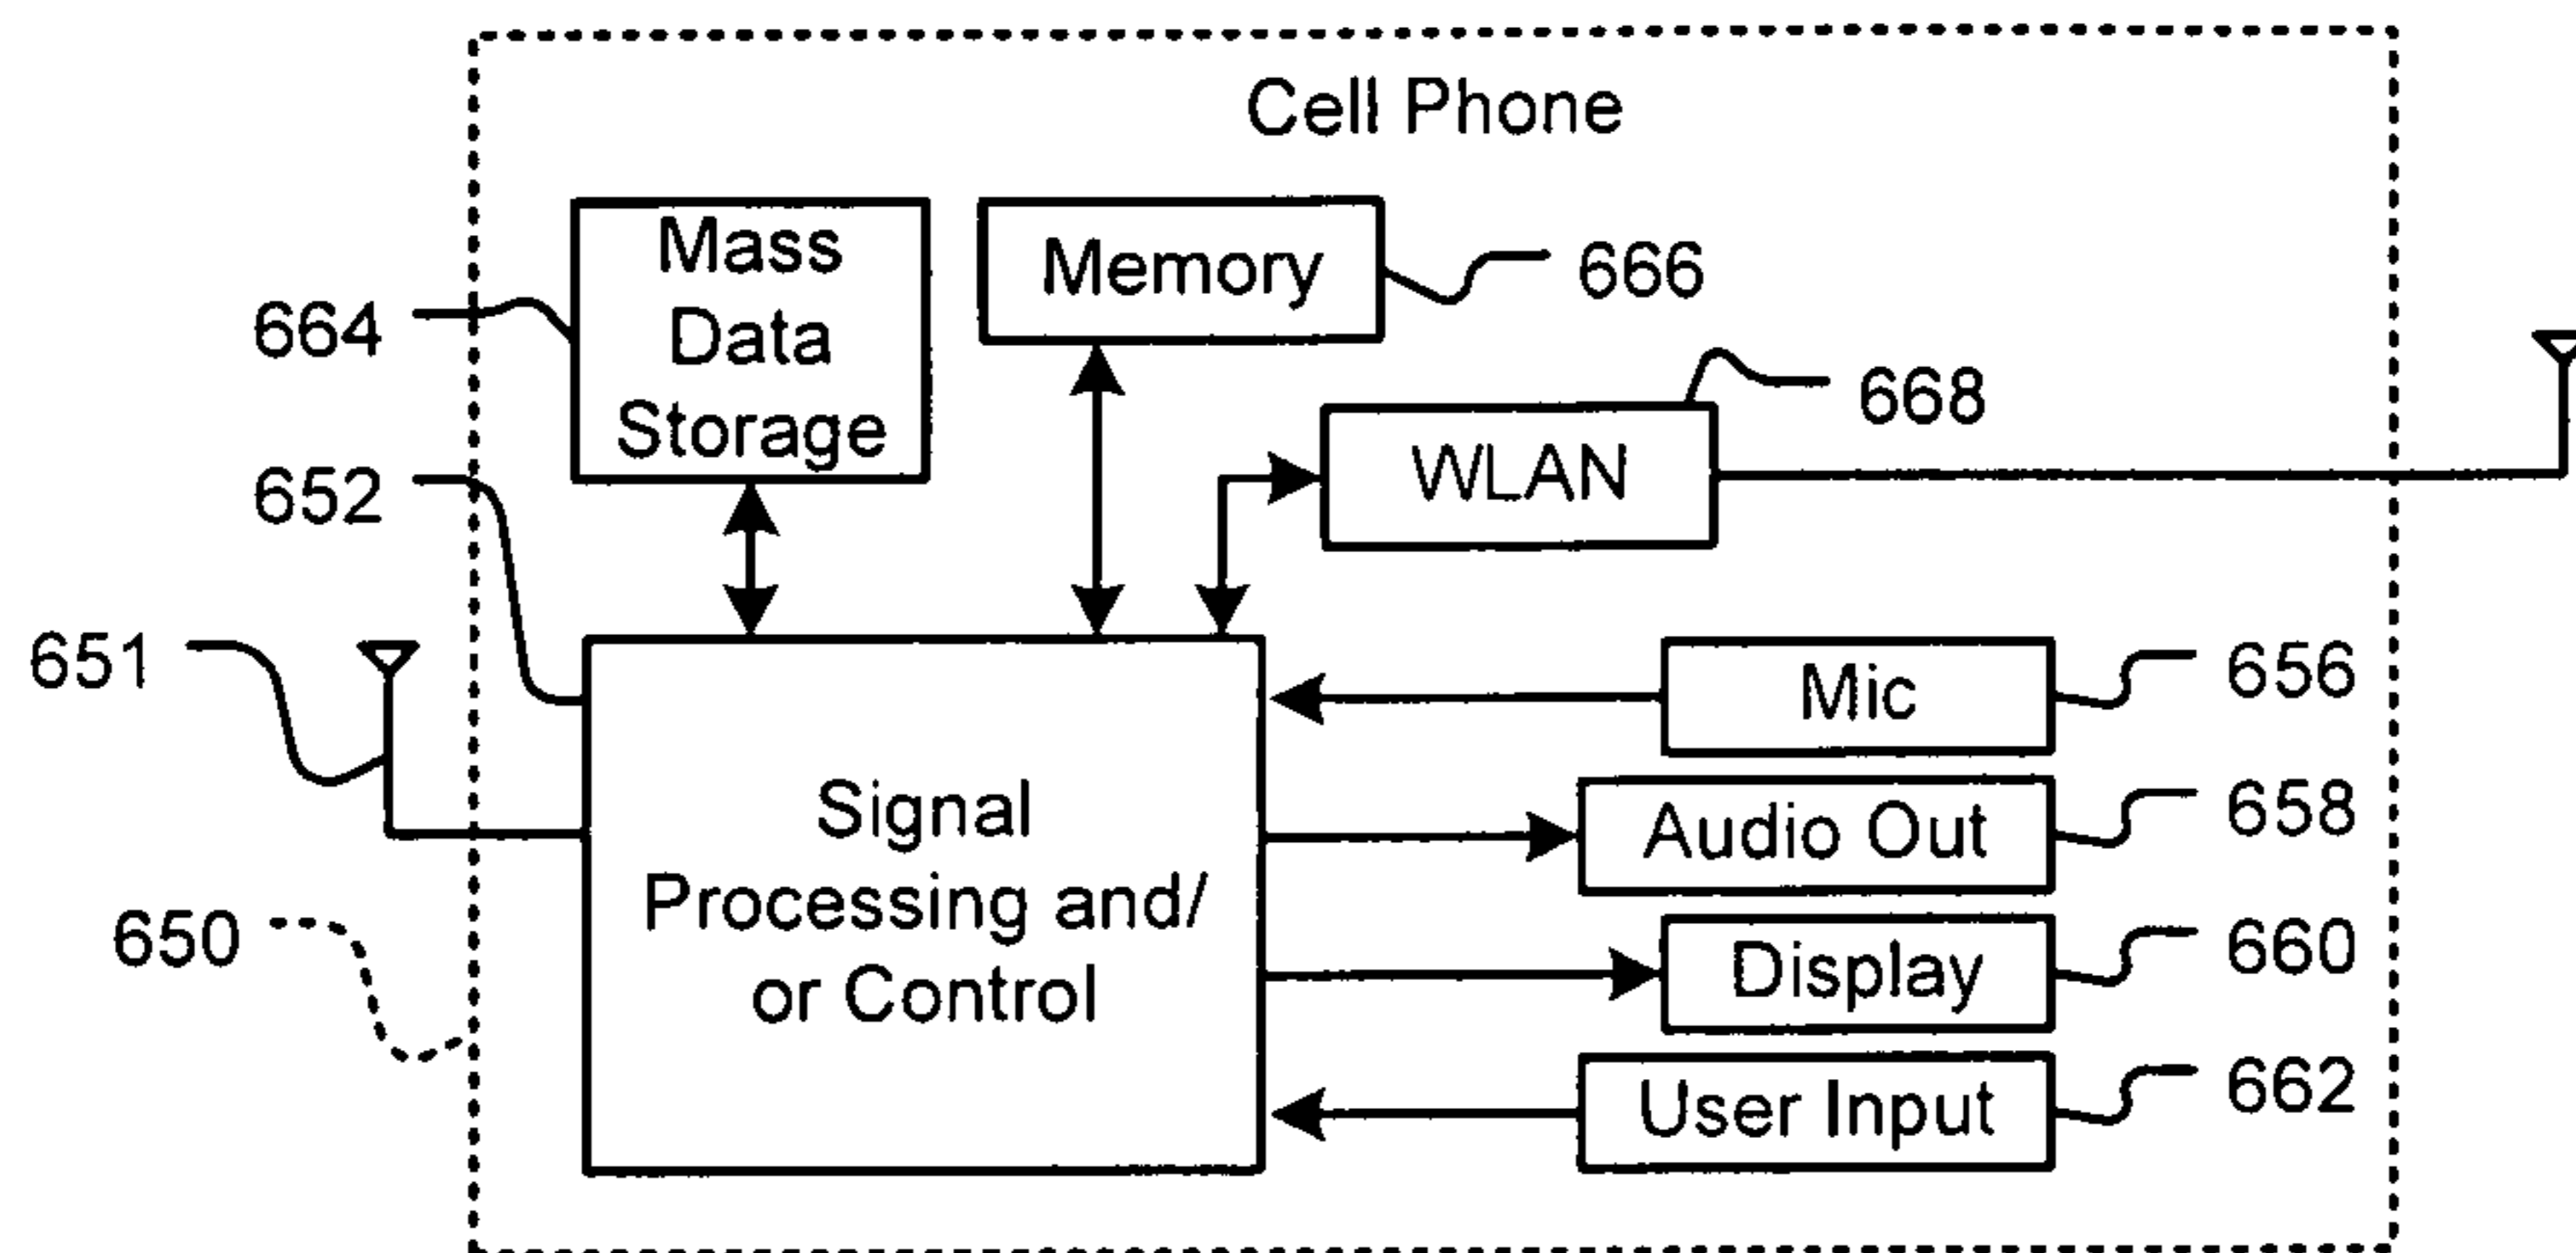 Cell Phone
Mass
Data
Storage
Memory
666
664
668
WLAN
652
651
Mic
656
Signal
Processing and/
or Control
Audio Out
658
650
Display
660
User Input
662